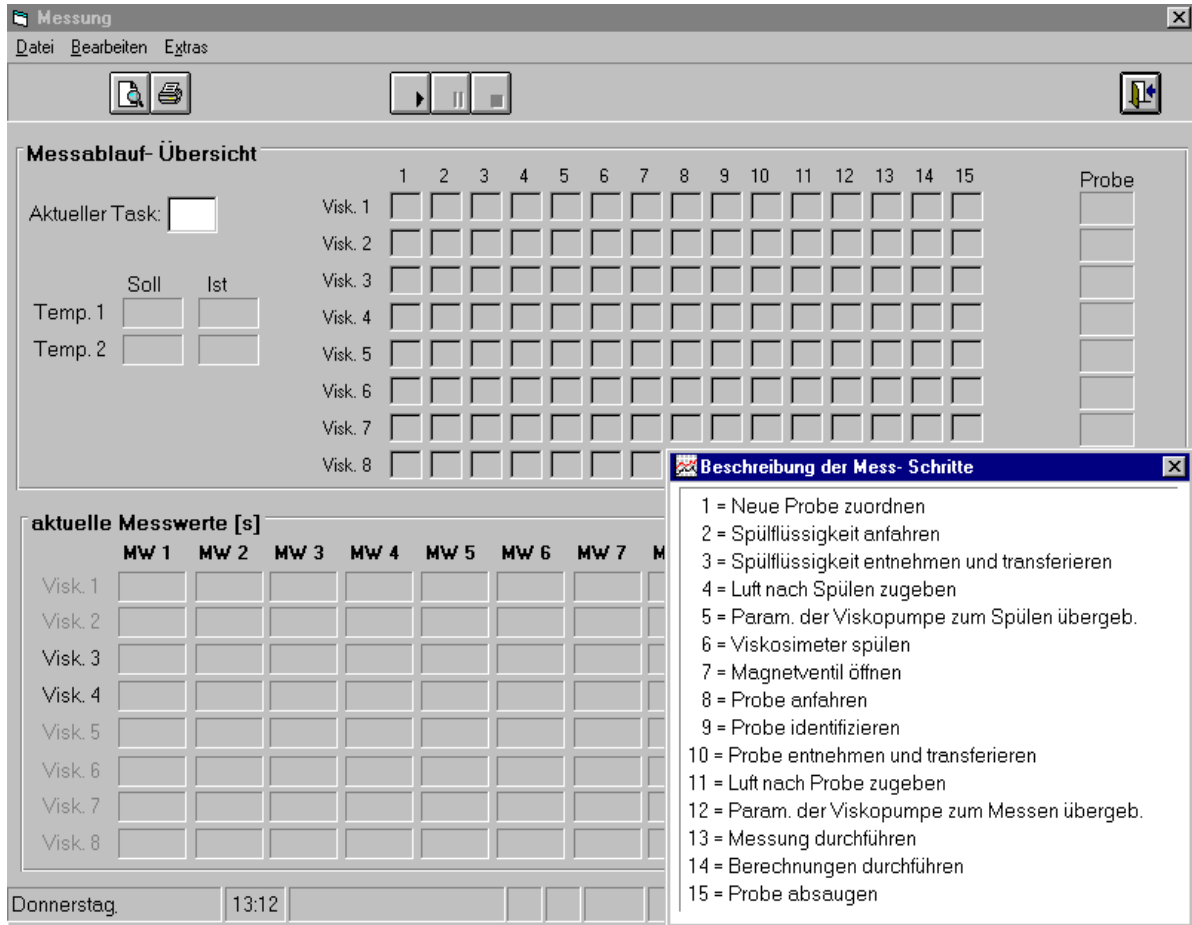 Messung
Datei Bearbeiten Extras
Messablauf- Übersicht
1 2 3 4 5 6 7 8 9 10 11 12 13 14 15
Probe
Aktueller Task:
Visk. 1
Visk. 2
Soll Ist
Visk. 3
Temp. 1
Visk. 4
Temp. 2
Visk. 5
Visk. 6
Visk. 7
Visk. 8
aktuelle Messwerte [s]
MW 1 MW 2 MW 3 MW 4 MW 5 MW 6 MW 7 M
Visk. 1
Visk. 2
Visk. 3
Visk. 4
Visk. 5
Visk. 6
Visk. 7
Visk. 8
Donnerstag, 13:12
Beschreibung der Mess- Schritte
1 = Neue Probe zuordnen
2 = Spülflüssigkeit anfahren
3 = Spülflüssigkeit entnehmen und transferieren
4 = Luft nach Spülen zugeben
5 = Param. der Viskopumpe zum Spülen übergeb.
6 = Viskosimeter spülen
7 = Magnetventil öffnen
8 = Probe anfahren
9 = Probe identifizieren
10 = Probe entnehmen und transferieren
11 = Luft nach Probe zugeben
12 = Param. der Viskopumpe zum Messen übergeb.
13 = Messung durchführen
14 = Berechnungen durchführen
15 = Probe absaugen